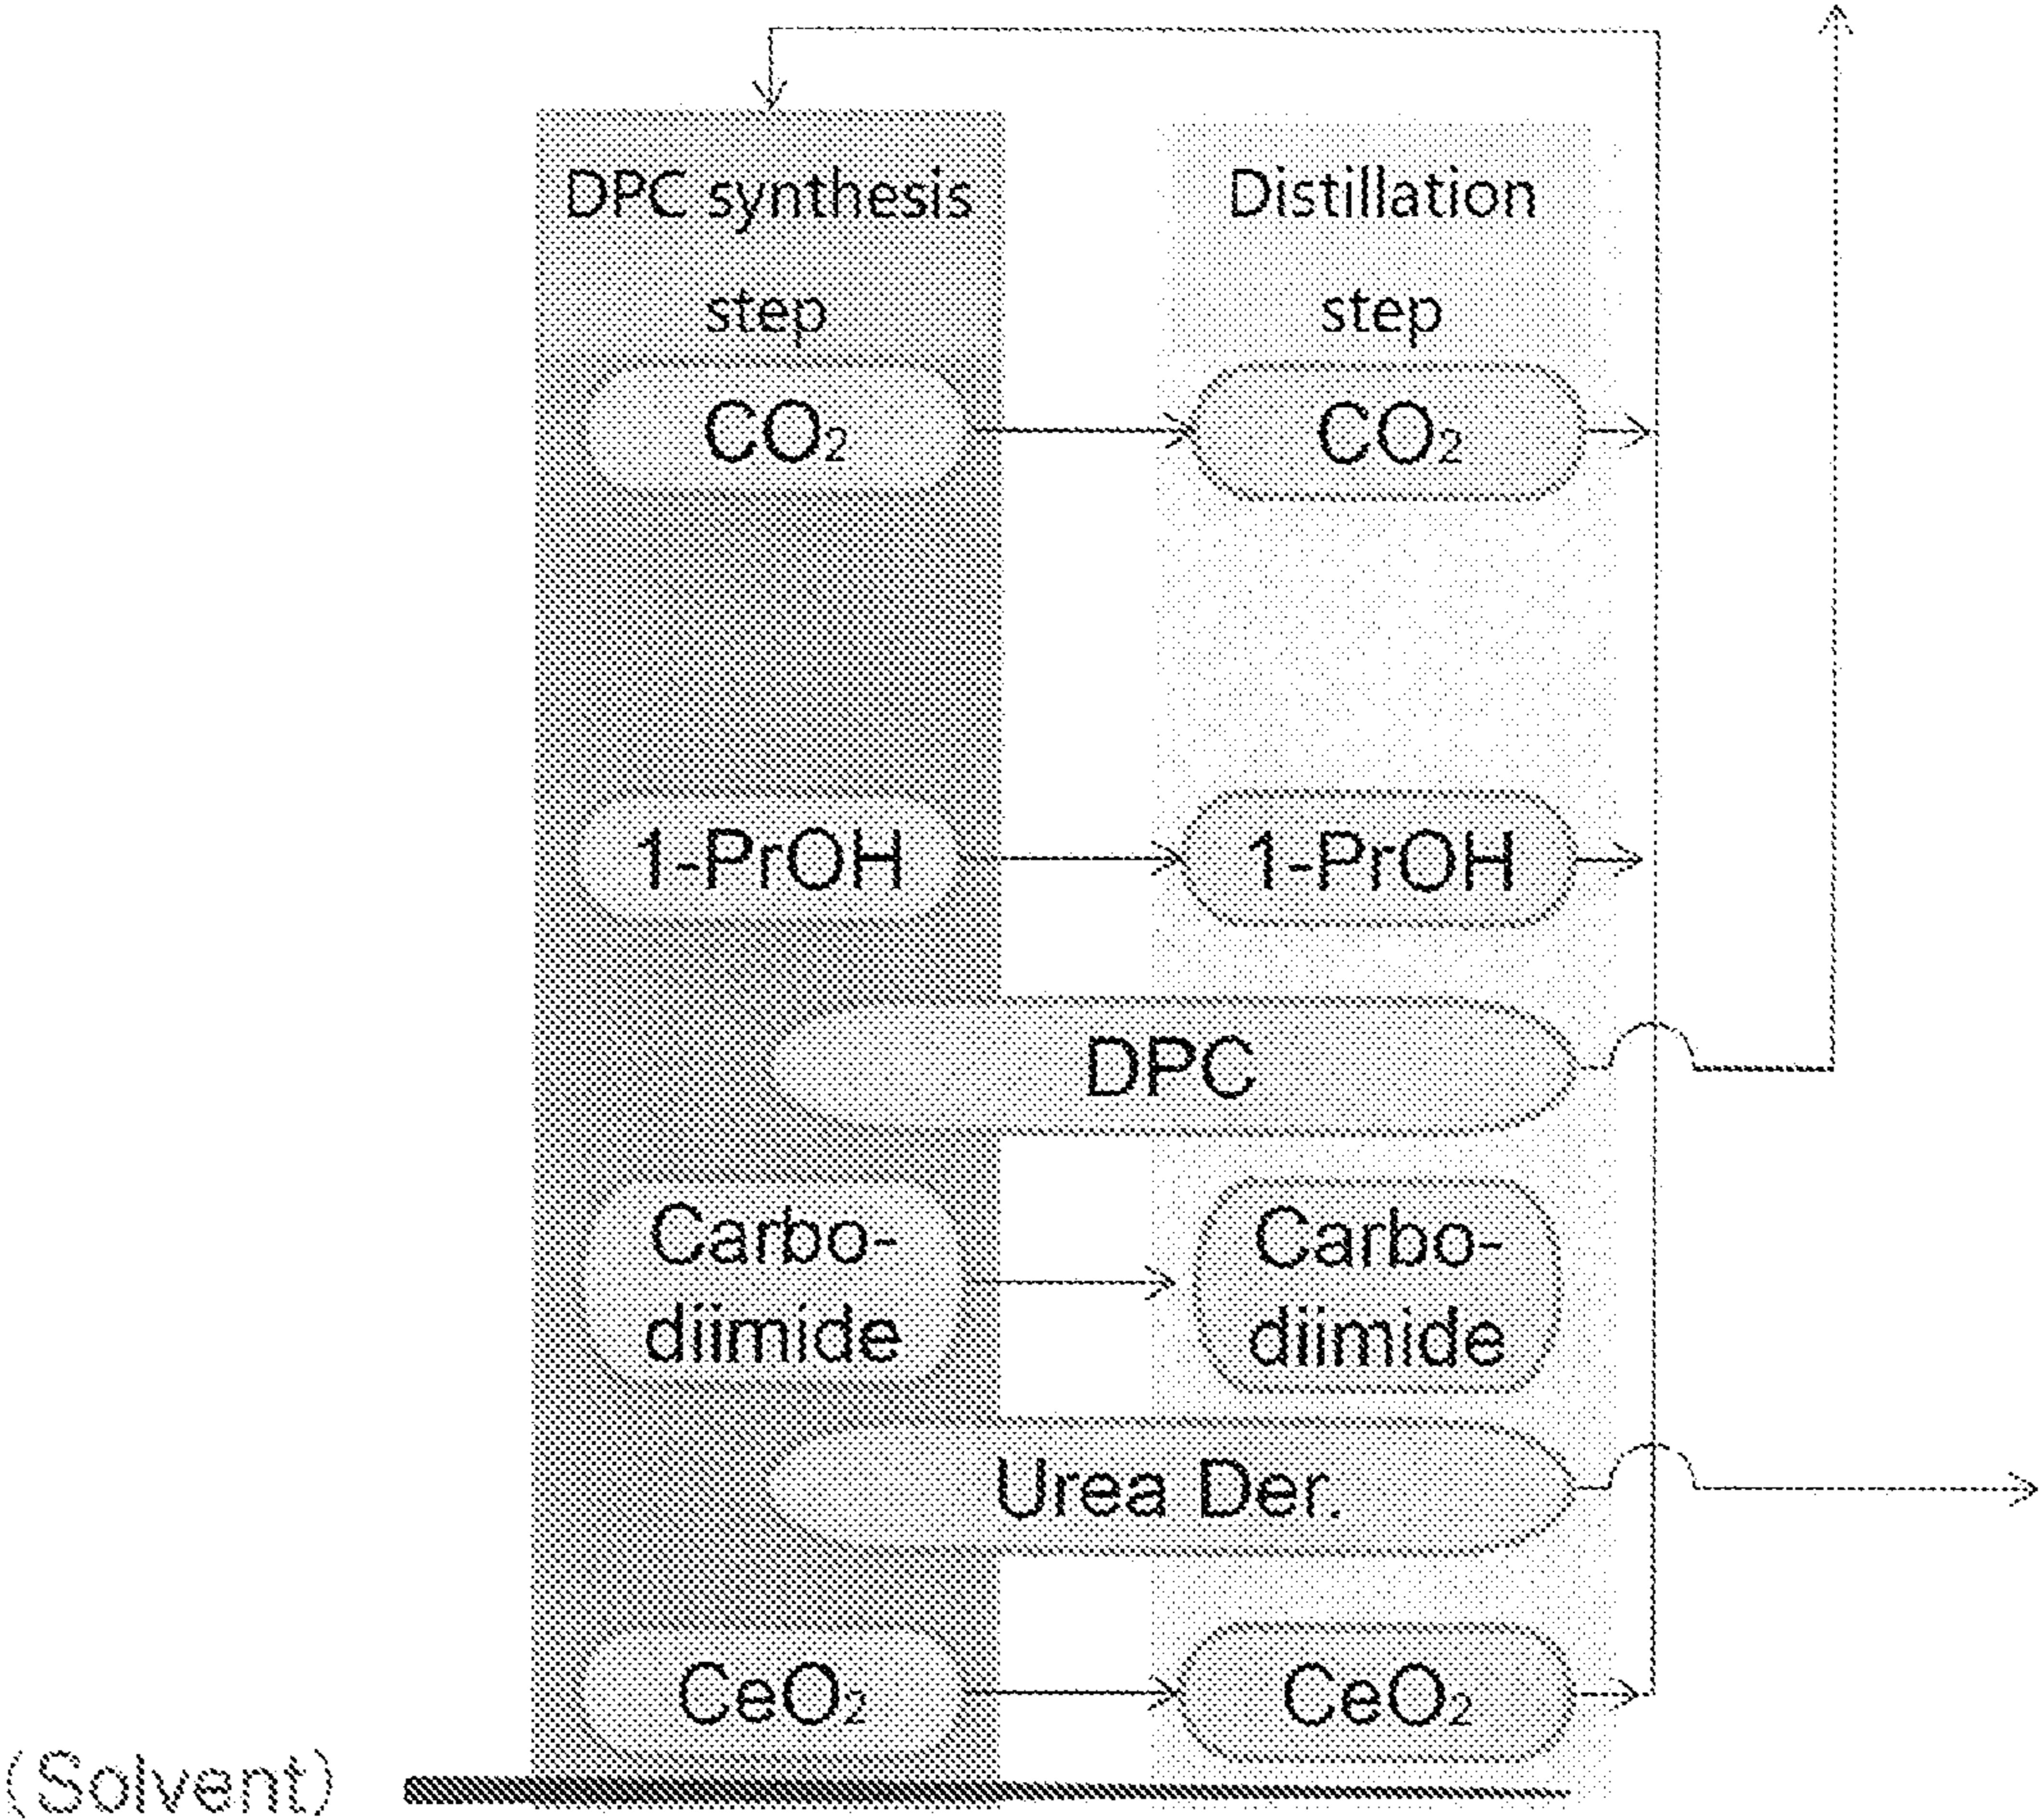 DPC synthesis
step
Distillation
step
CO₂
CO₂
1-PrOH
1-PrOH
DPC
Carbo-
diimide
Carbo-
diimide
Urea Der.
CeO₂
CeO₂
(Solvent)